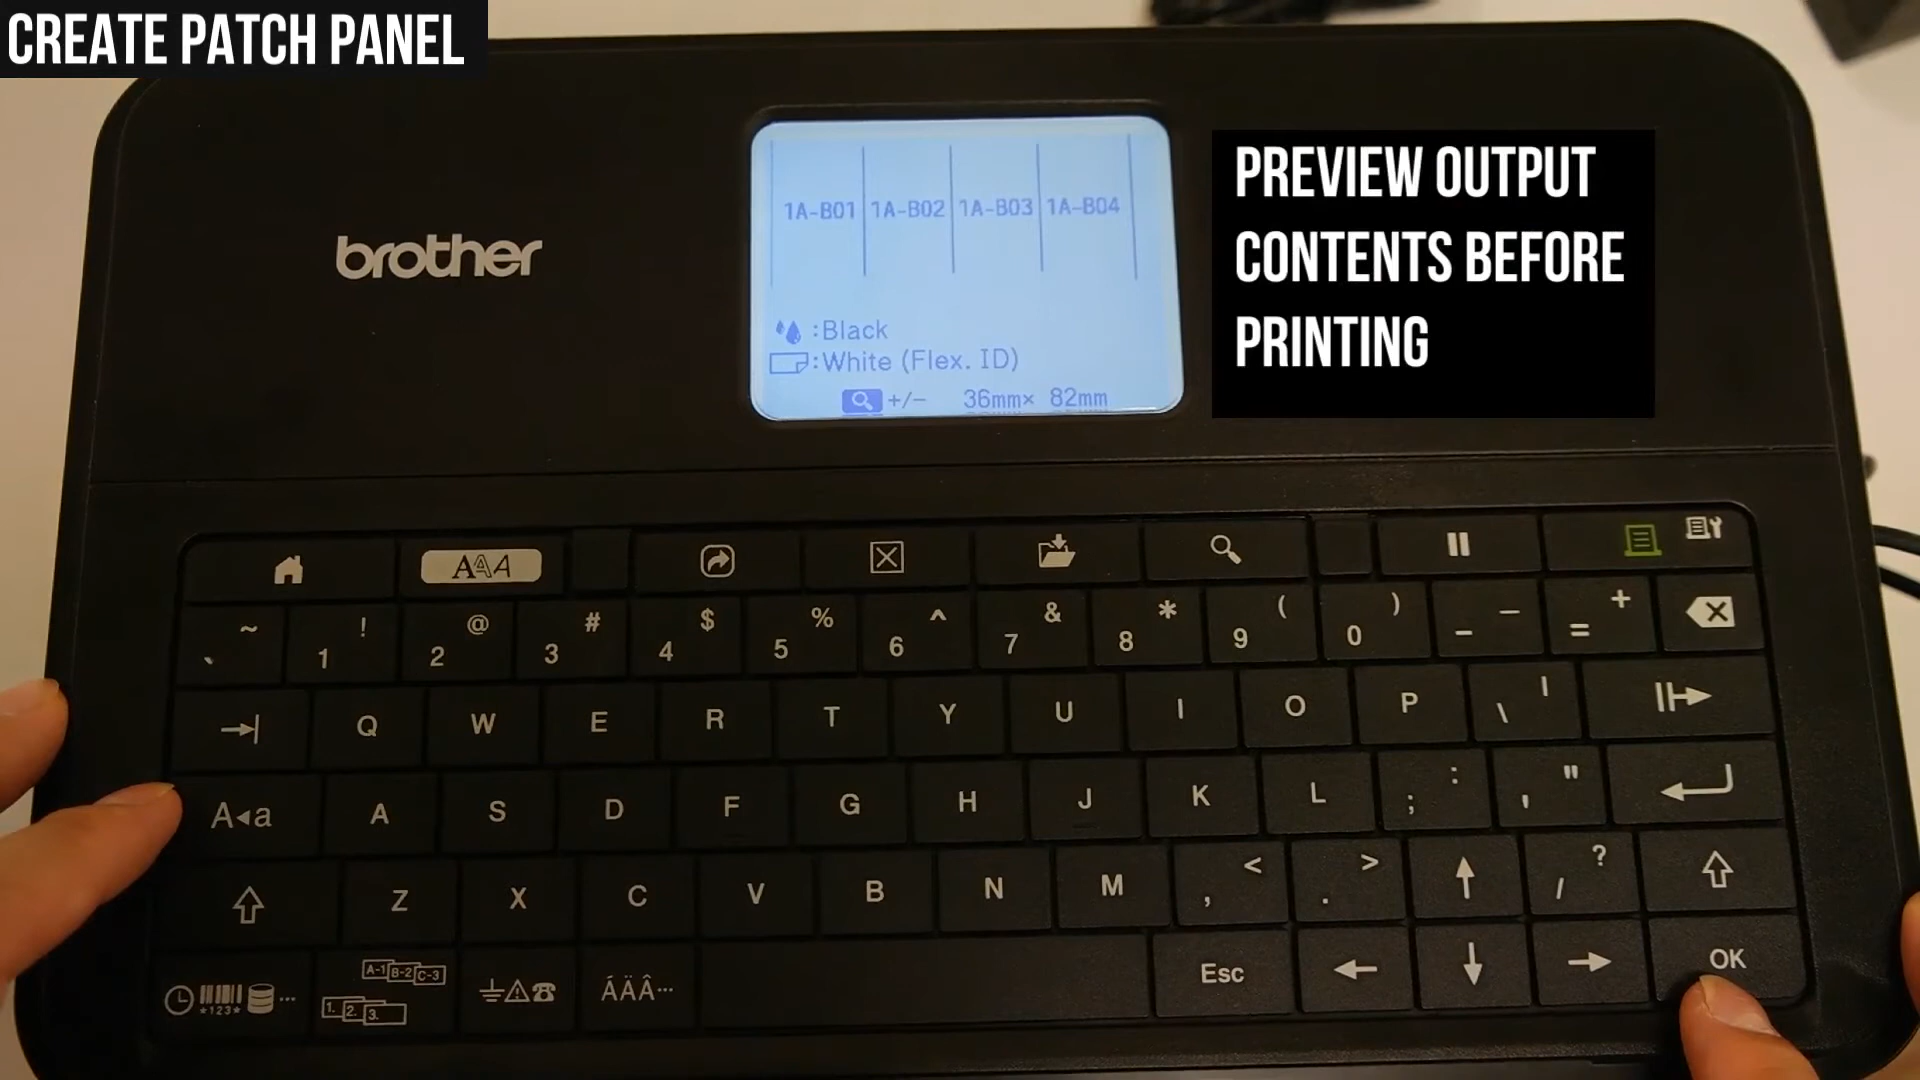 CREATE PATCH PANEL
1A-B01 1A-B02 1A-B03 1A-B04
:Black
:White (Flex. ID)
+/- 36mm× 82mm
PREVIEW OUTPUT
CONTENTS BEFORE
PRINTING
brother
AAA
~ ! @ # $ % ^ & * ( ) _ +
` 1 2 3 4 5 6 7 8 9 0 - =
Q W E R T Y U I O P \ |
A◂a A S D F G H J K L ; : ' "
Z X C V B N M , < . > / ?
*123* ... A-1 B-2 C-3 1. 2. 3. ÁÄÂ... Esc OK